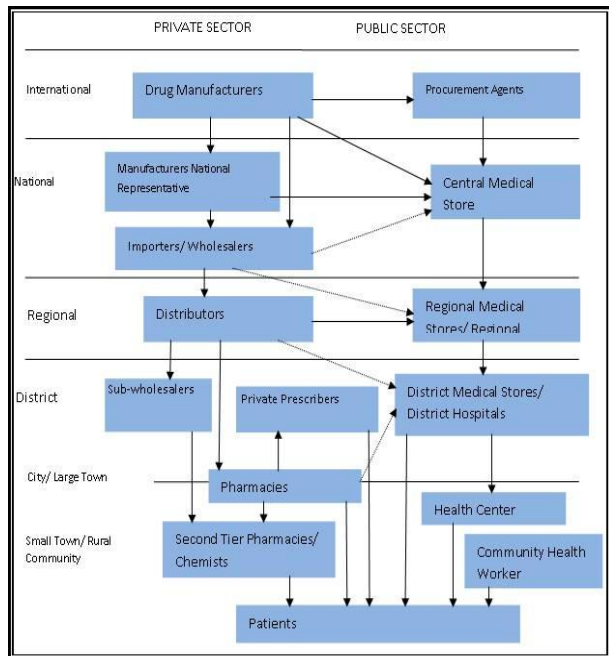 PRIVATE SECTOR
PUBLIC SECTOR
International
Drug Manufacturers
Procurement Agents
National
Manufacturers National
Representative
Central Medical
Store
Importers/ Wholesalers
Regional
Distributors
Regional Medical
Stores/ Regional
District
Sub-wholesalers
Private Prescribers
District Medical Stores/
District Hospitals
City/ Large Town
Pharmacies
Health Center
Small Town/ Rural
Community
Second Tier Pharmacies/
Chemists
Community Health
Worker
Patients